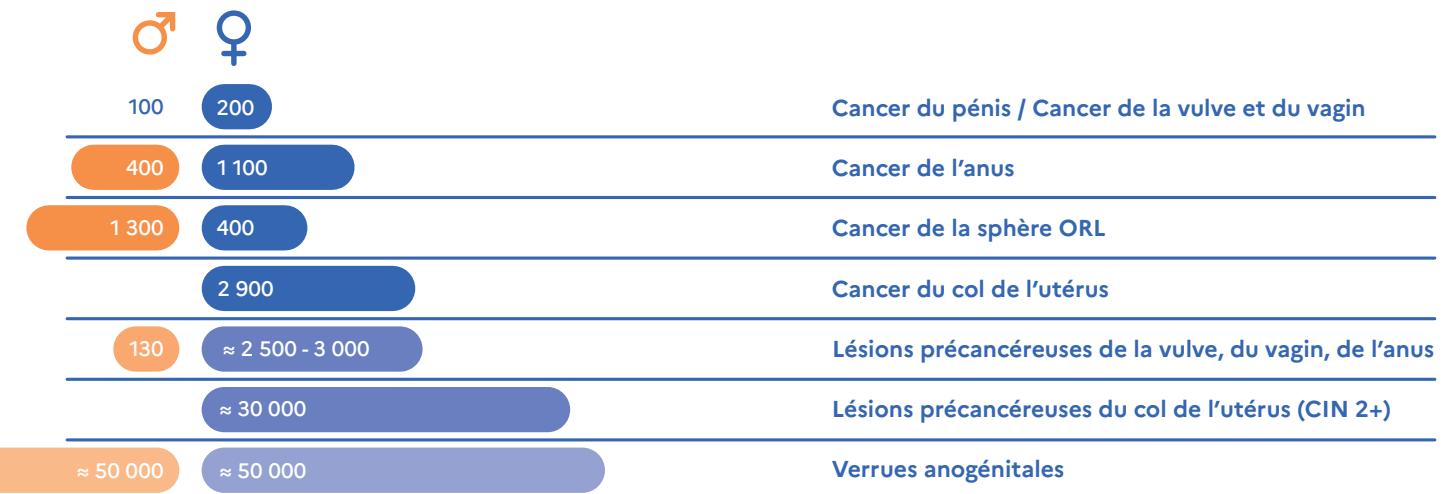 ♂ ♀
100 200 Cancer du pénis / Cancer de la vulve et du vagin
400 1 100 Cancer de l'anus
1 300 400 Cancer de la sphère ORL
2 900 Cancer du col de l'utérus
130 ≈ 2 500 - 3 000 Lésions précancéreuses de la vulve, du vagin, de l'anus
≈ 30 000 Lésions précancéreuses du col de l'utérus (CIN 2+)
≈ 50 000 ≈ 50 000 Verrues anogénitales